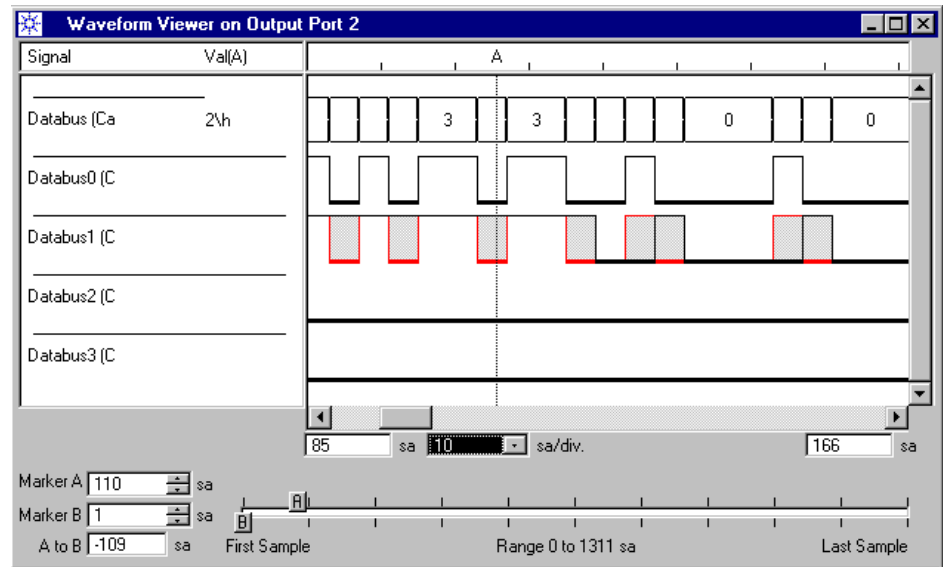 Waveform Viewer on Output Port 2
Signal Val(A) A
Databus (Ca 2\h 3 3 0 0
Databus0 (C
Databus1 (C
Databus2 (C
Databus3 (C
85 sa 10 sa/div. 166 sa
Marker A 110 sa A
Marker B 1 sa B
A to B -109 sa First Sample Range 0 to 1311 sa Last Sample